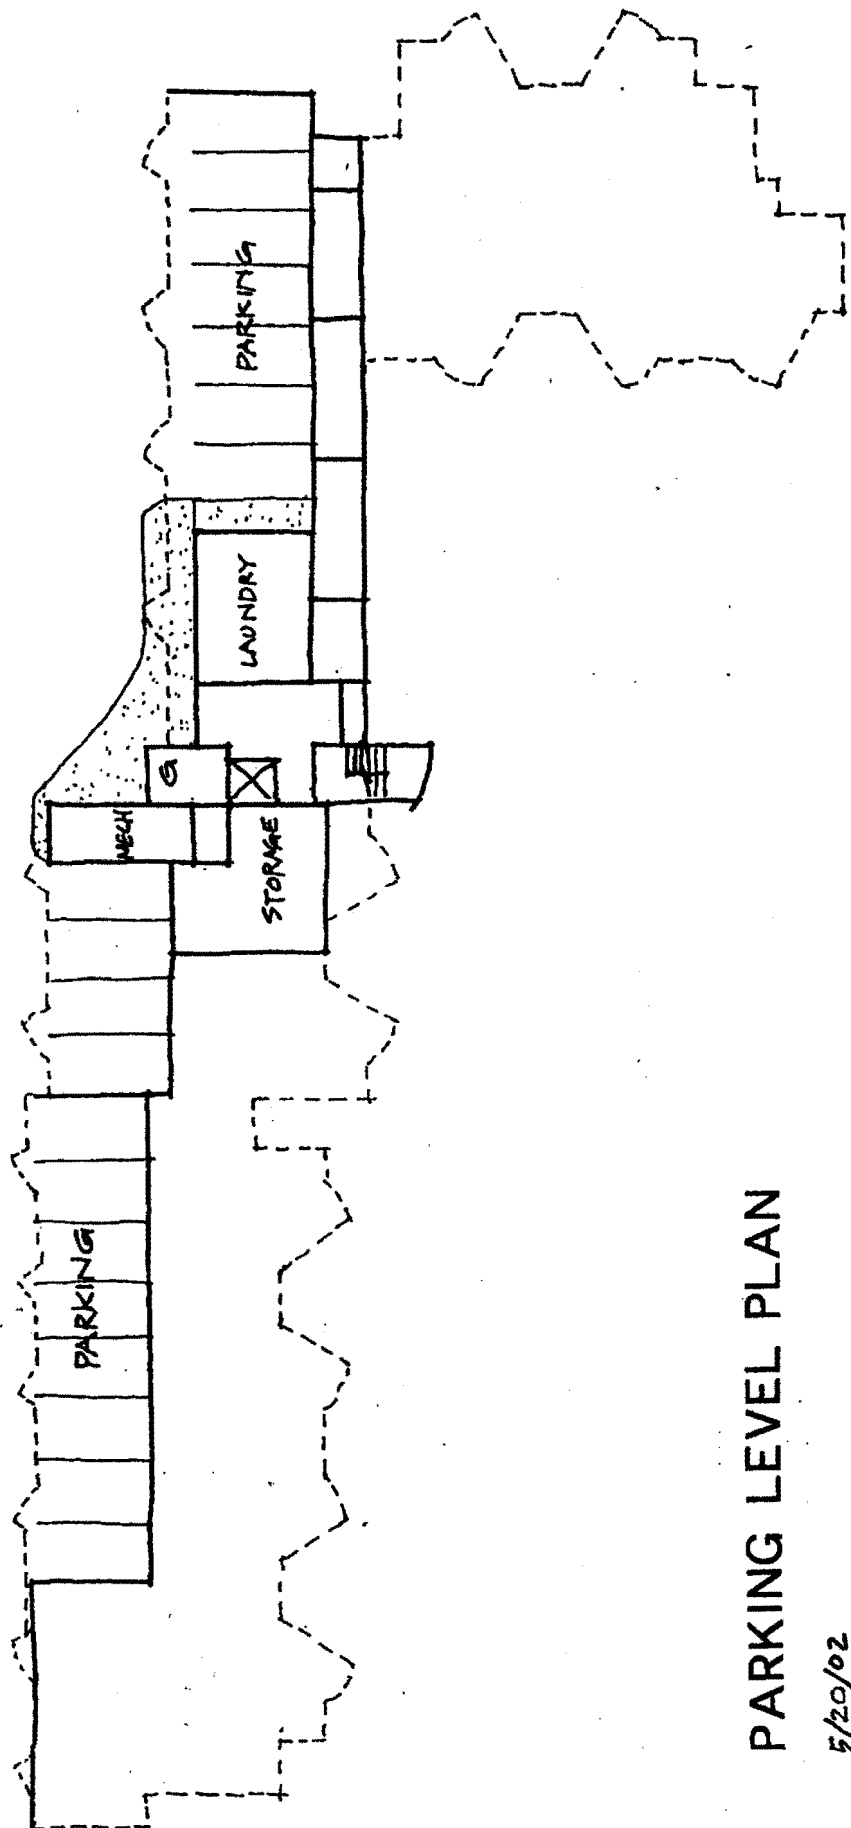 PARKING
LAUNDRY
G
MECH
STORAGE
PARKING
PARKING LEVEL PLAN
5/20/02